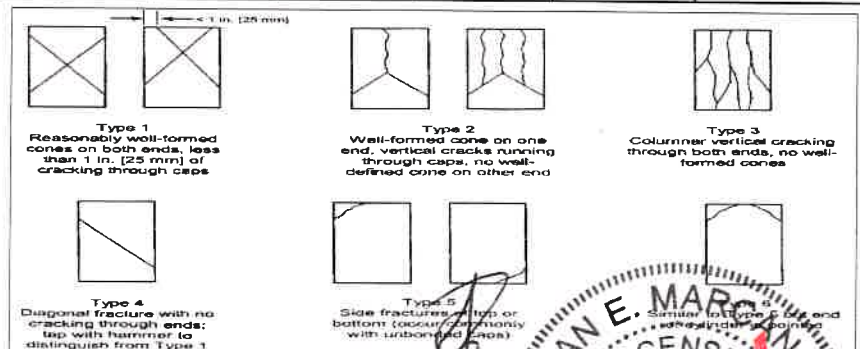 < 1 in. [25 mm]
Type 1
Reasonably well-formed
cones on both ends, less
than 1 in. [25 mm] of
cracking through caps
Type 2
Well-formed cone on one
end, vertical cracks running
through caps, no well-
defined cone on other end
Type 3
Columnar vertical cracking
through both ends, no well-
formed cones
Type 4
Diagonal fracture with no
cracking through ends;
tap with hammer to
distinguish from Type 1
Type 5
Side fractures at top or
bottom (occur commonly
with unbonded caps)
Type 6
Similar to Type 5 but end
of cylinder is pointed
E. MAR